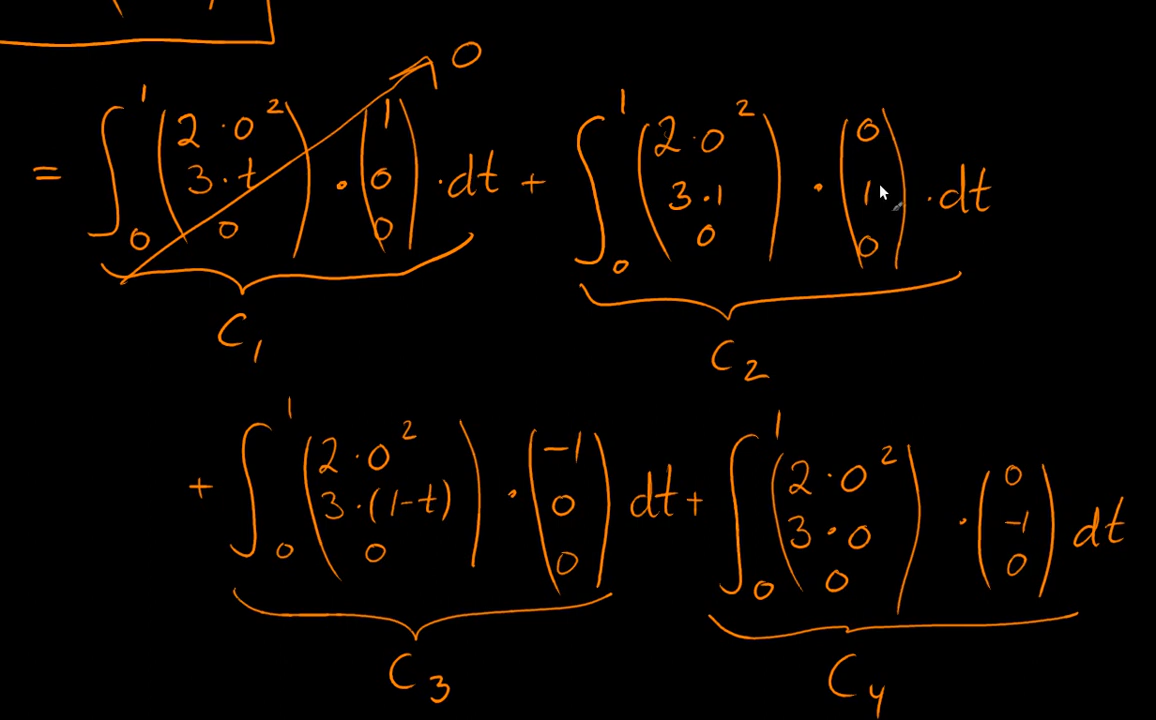 = ∫₀¹ (2·0², 3·t, 0) · (1, 0, 0) · dt + ∫₀¹ (2·0², 3·1, 0) · (0, 1, 0) · dt
0
C₁ C₂
+ ∫₀¹ (2·0², 3·(1-t), 0) · (-1, 0, 0) dt + ∫₀¹ (2·0², 3·0, 0) · (0, -1, 0) dt
C₃ C₄